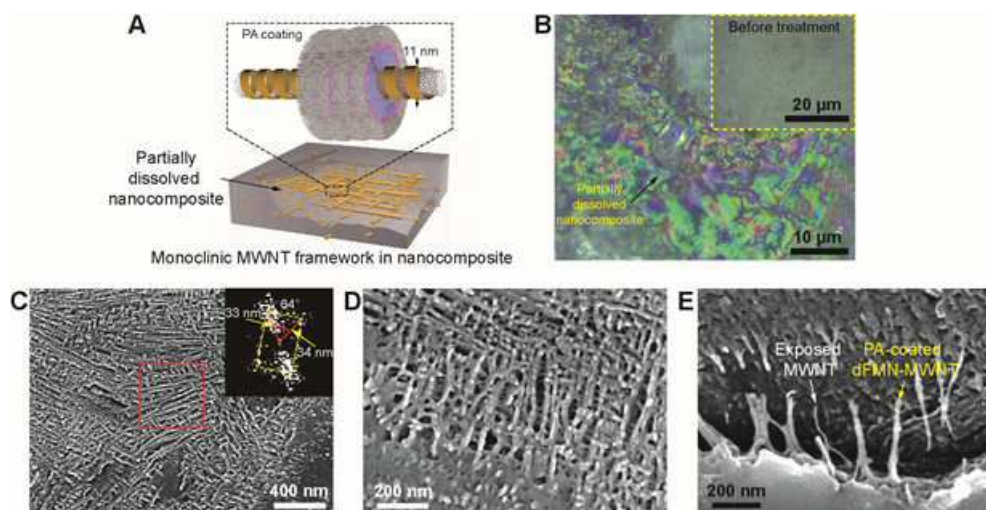 A
PA coating
11 nm
Partially
dissolved
nanocomposite
Monoclinic MWNT framework in nanocomposite
B
Before treatment
20 µm
Partially
dissolved
nanocomposite
10 µm
C
64°
33 nm
34 nm
400 nm
D
200 nm
E
Exposed
MWNT
PA-coated
dFMN-MWNT
200 nm